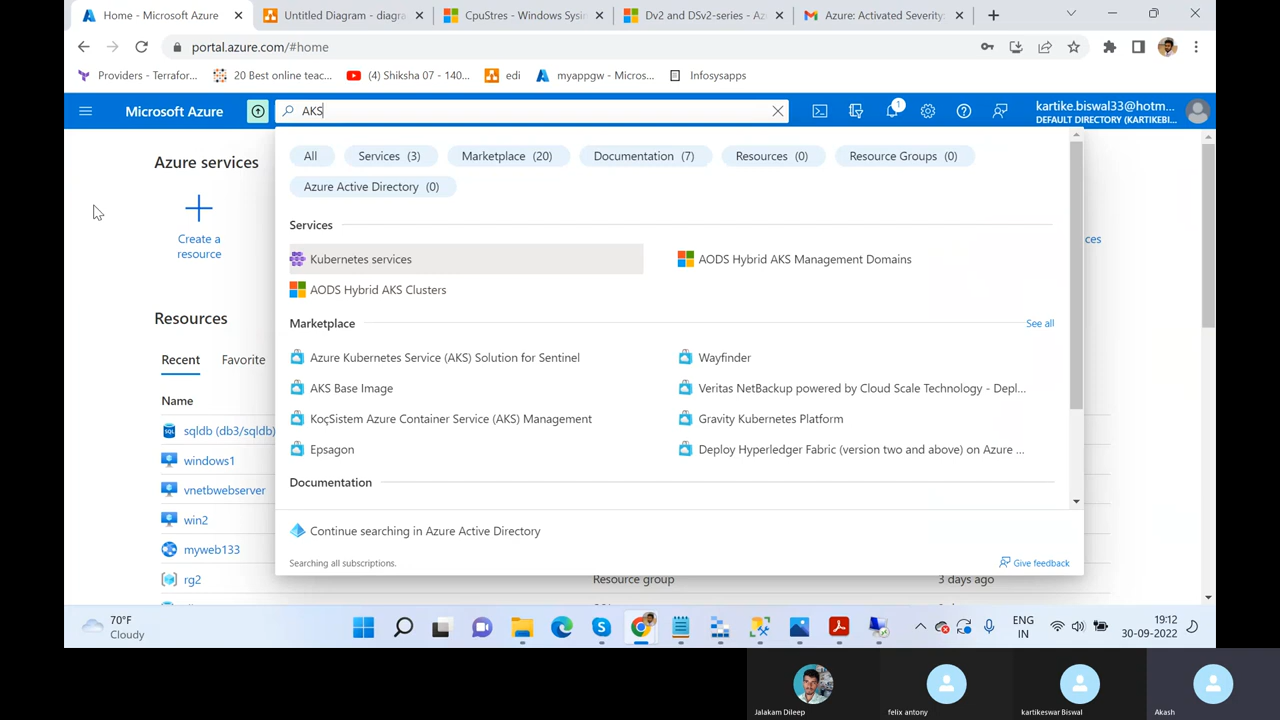 Home - Microsoft Azure
Untitled Diagram - diagra
CpuStres - Windows Sysin
Dv2 and DSv2-series - Az
Azure: Activated Severity:
portal.azure.com/#home
Providers - Terrafor...
20 Best online teac...
(4) Shiksha 07 - 140...
edi
myappgw - Micros...
Infosysapps
Microsoft Azure
AKS
1
kartike.biswal33@hotm...
DEFAULT DIRECTORY (KARTIKEBI...
Azure services
Create a
resource
ces
All
Services (3)
Marketplace (20)
Documentation (7)
Resources (0)
Resource Groups (0)
Azure Active Directory (0)
Services
Kubernetes services
AODS Hybrid AKS Management Domains
AODS Hybrid AKS Clusters
Resources
Marketplace
See all
Recent
Favorite
Azure Kubernetes Service (AKS) Solution for Sentinel
Wayfinder
AKS Base Image
Veritas NetBackup powered by Cloud Scale Technology - Depl...
Name
KoçSistem Azure Container Service (AKS) Management
Gravity Kubernetes Platform
sqldb (db3/sqldb)
Epsagon
Deploy Hyperledger Fabric (version two and above) on Azure ...
windows1
Documentation
vnetbwebserver
win2
Continue searching in Azure Active Directory
myweb133
Searching all subscriptions.
Give feedback
rg2
Resource group
3 days ago
70°F
Cloudy
ENG
IN
19:12
30-09-2022
Jalakam Dileep
felix antony
kartikeswar Biswal
Akash